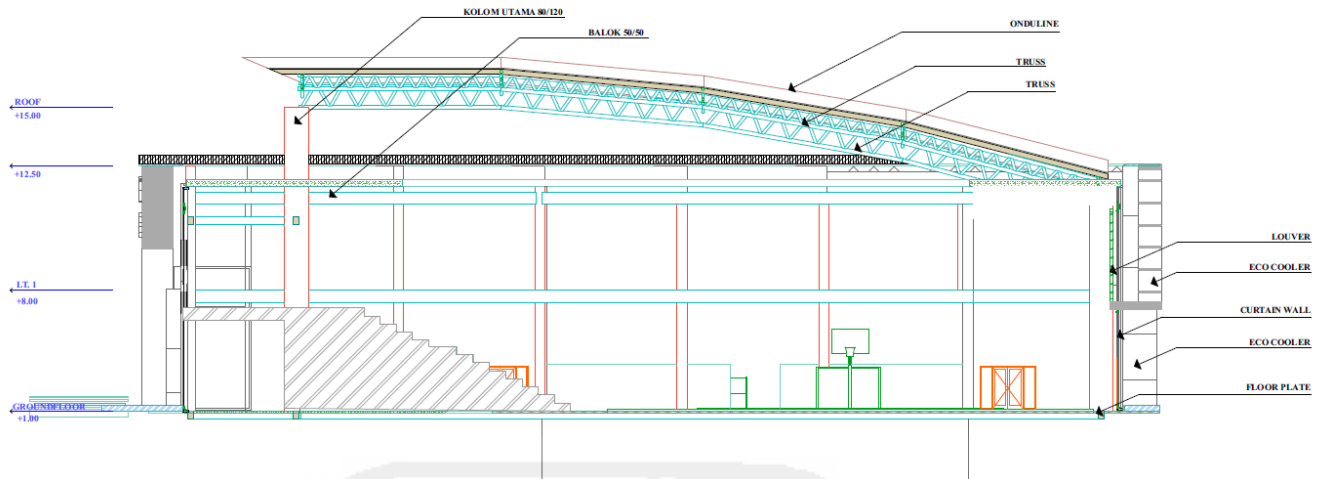 KOLOM UTAMA 80/120
BALOK 50/50
ONDULINE
TRUSS
TRUSS
ROOF
+15.00
+12.50
LT. 1
+8.00
GROUNDFLOOR
+1.00
LOUVER
ECO COOLER
CURTAIN WALL
ECO COOLER
FLOOR PLATE